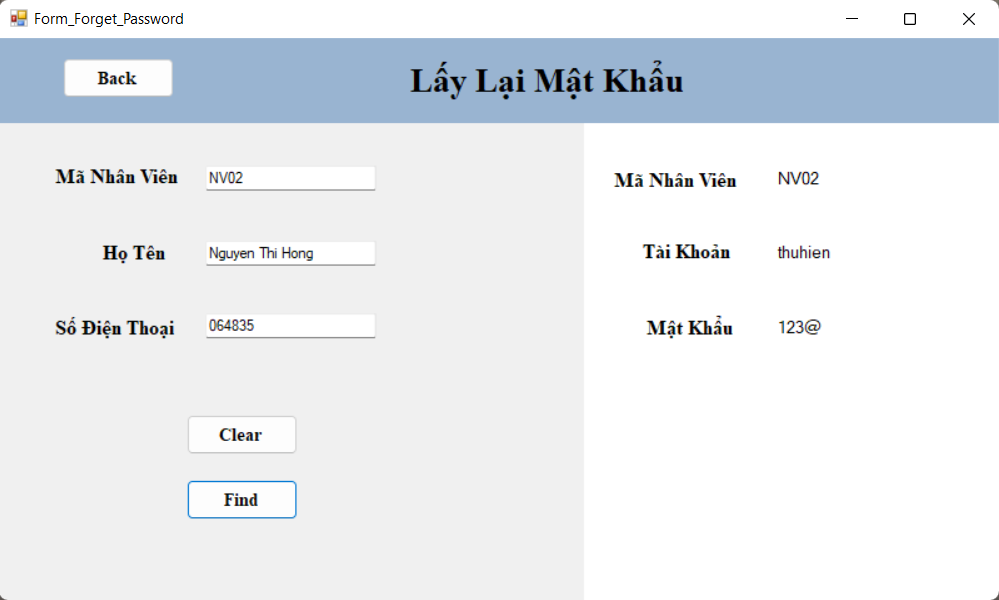 Form_Forget_Password
Back
Lấy Lại Mật Khẩu
Mã Nhân Viên
NV02
Họ Tên
Nguyen Thi Hong
Số Điện Thoại
064835
Clear
Find
Mã Nhân Viên
NV02
Tài Khoản
thuhien
Mật Khẩu
123@